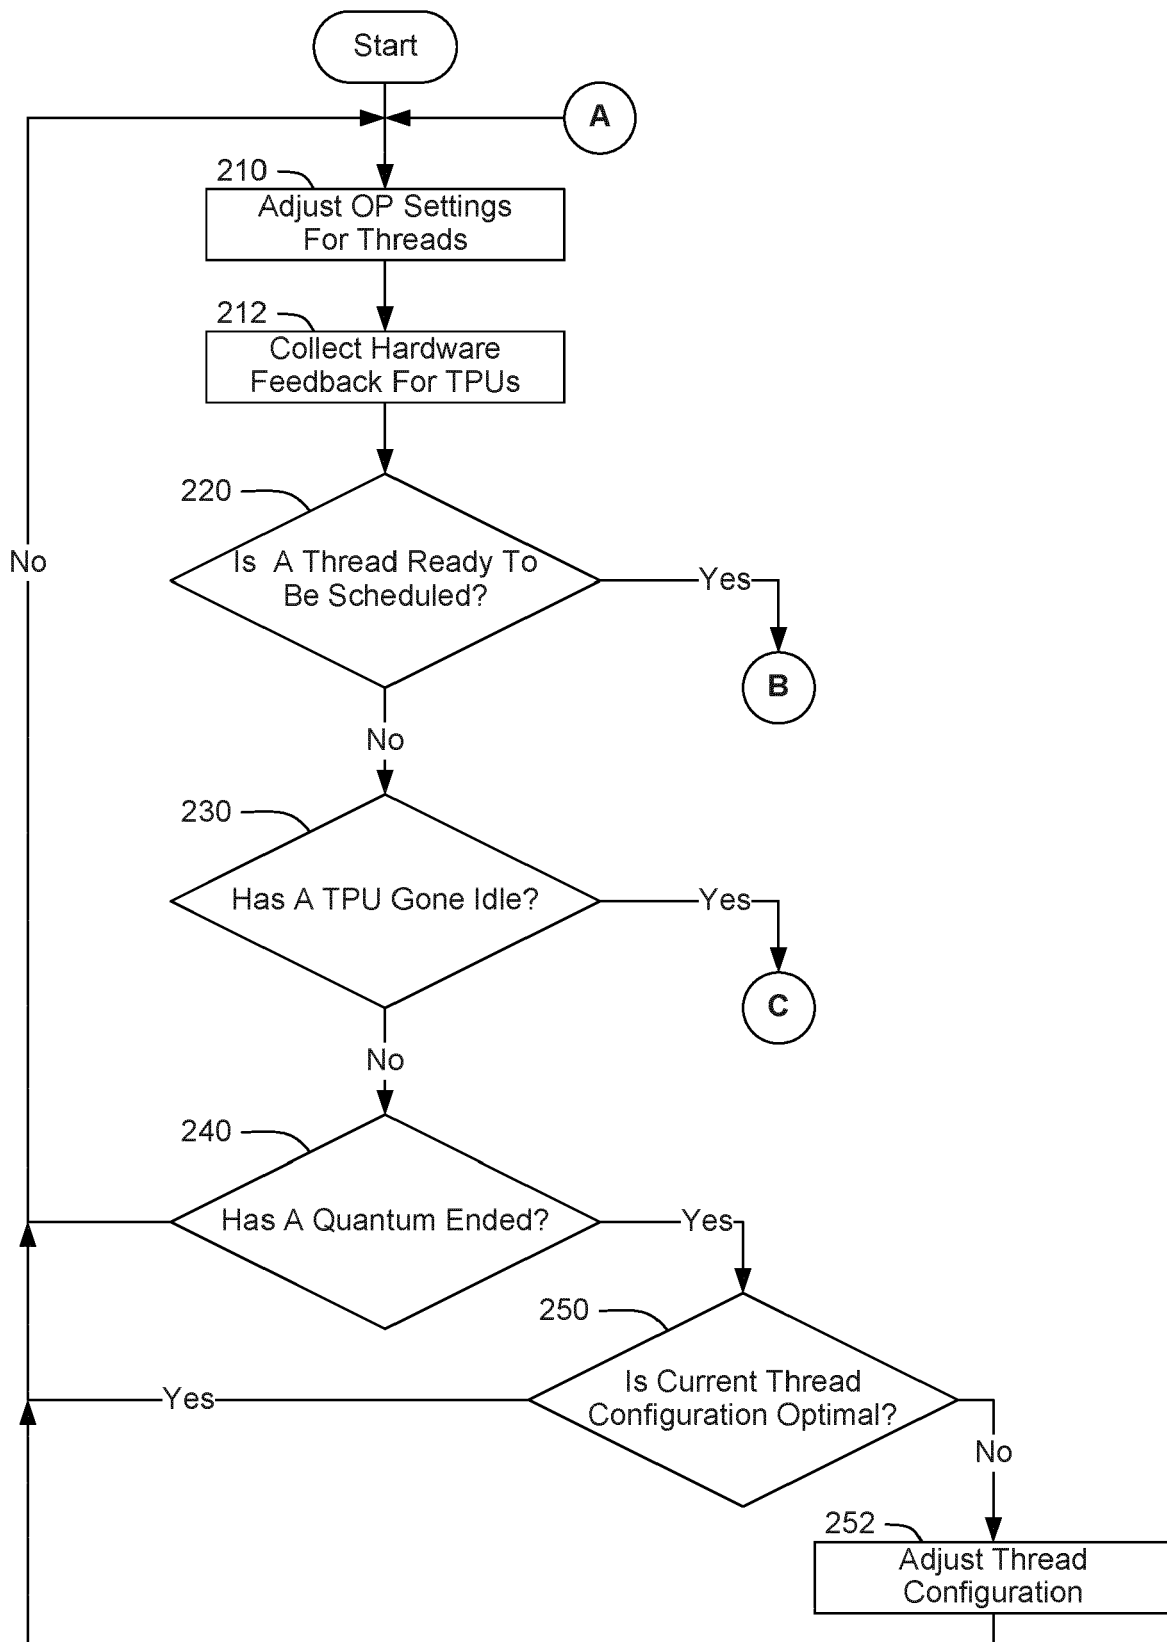 Start
A
210
Adjust OP Settings
For Threads
212
Collect Hardware
Feedback For TPUs
220
Is A Thread Ready To
Be Scheduled?
Yes
No
B
No
230
Has A TPU Gone Idle?
Yes
C
No
240
Has A Quantum Ended?
Yes
250
Is Current Thread
Configuration Optimal?
Yes
No
252
Adjust Thread
Configuration